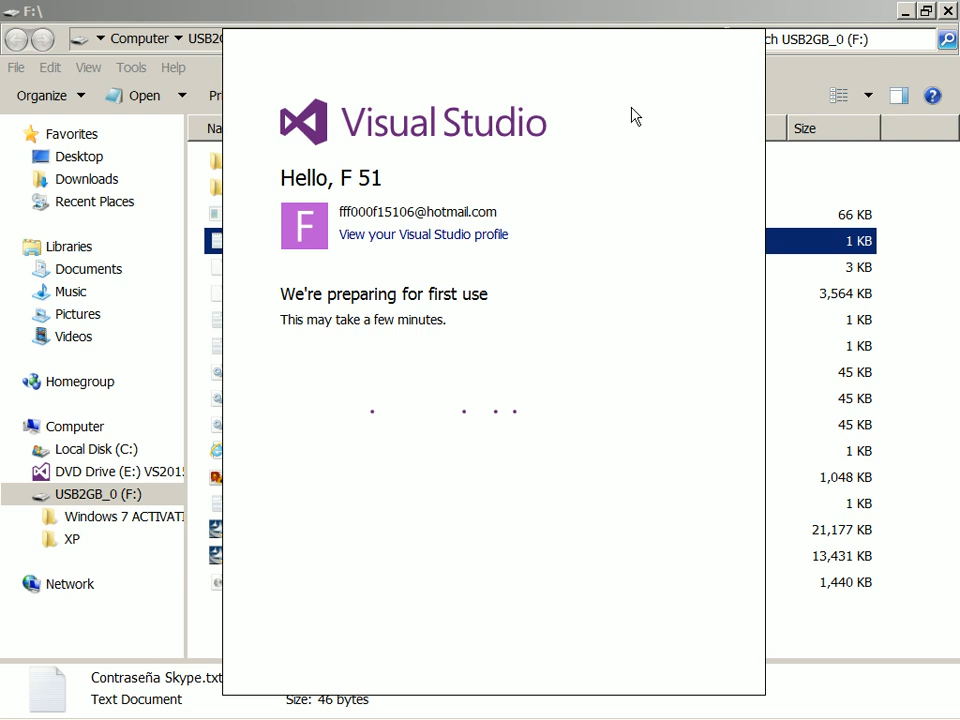 F:\
Computer
USB2G
ch USB2GB_0 (F:)
File Edit View Tools Help
Organize
Open
Pri
Na
Size
Favorites
Desktop
Downloads
Recent Places
Libraries
Documents
Music
Pictures
Videos
Homegroup
Computer
Local Disk (C:)
DVD Drive (E:) VS2015
USB2GB_0 (F:)
Windows 7 ACTIVATI
XP
Network
Visual Studio
Hello, F 51
F
fff000f15106@hotmail.com
View your Visual Studio profile
We're preparing for first use
This may take a few minutes.
66 KB
1 KB
3 KB
3,564 KB
1 KB
1 KB
45 KB
45 KB
45 KB
1 KB
1,048 KB
1 KB
21,177 KB
13,431 KB
1,440 KB
Contraseña Skype.txt
Text Document
Size: 46 bytes